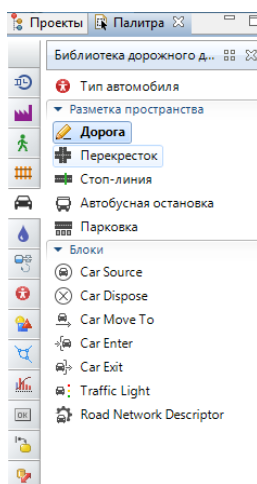 Проекты Палитра
Библиотека дорожного д...
Тип автомобиля
Разметка пространства
Дорога
Перекресток
Стоп-линия
Автобусная остановка
Парковка
Блоки
Car Source
Car Dispose
Car Move To
Car Enter
Car Exit
Traffic Light
Road Network Descriptor
OK